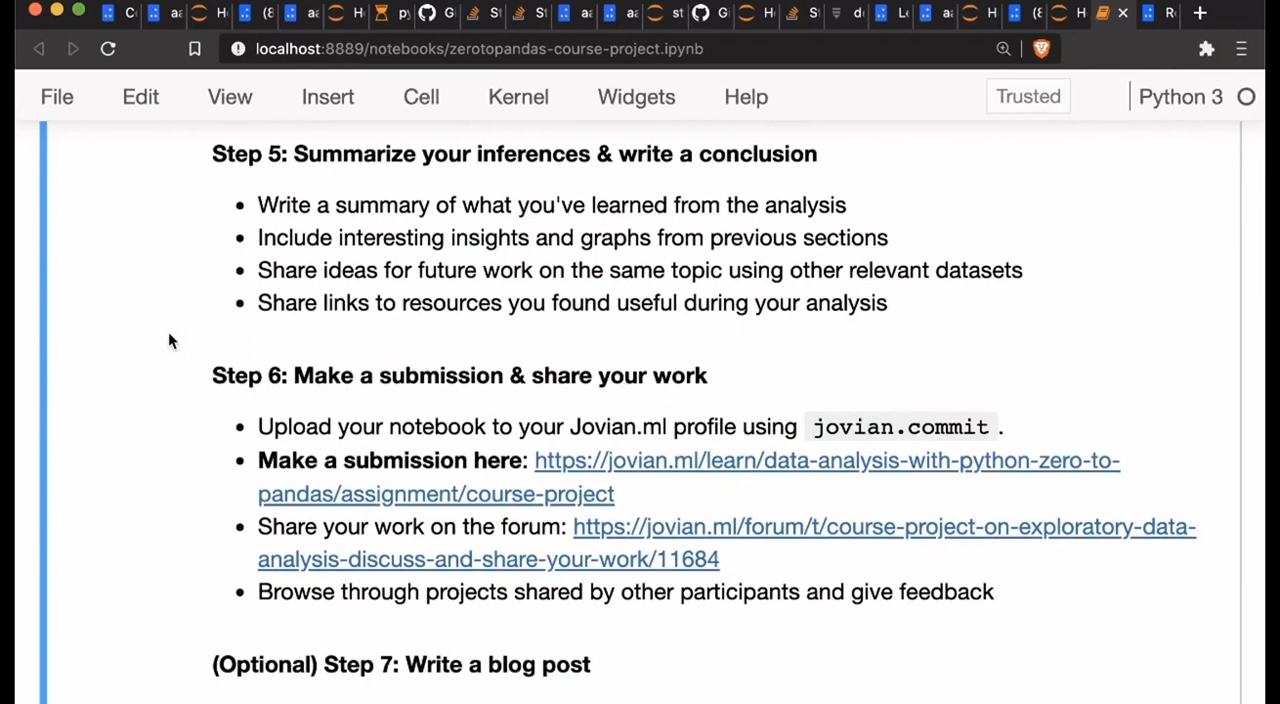 localhost:8889/notebooks/zerotopandas-course-project.ipynb
File Edit View Insert Cell Kernel Widgets Help Trusted Python 3
Step 5: Summarize your inferences & write a conclusion
• Write a summary of what you've learned from the analysis
• Include interesting insights and graphs from previous sections
• Share ideas for future work on the same topic using other relevant datasets
• Share links to resources you found useful during your analysis
Step 6: Make a submission & share your work
• Upload your notebook to your Jovian.ml profile using jovian.commit .
• Make a submission here: https://jovian.ml/learn/data-analysis-with-python-zero-to-
pandas/assignment/course-project
• Share your work on the forum: https://jovian.ml/forum/t/course-project-on-exploratory-data-
analysis-discuss-and-share-your-work/11684
• Browse through projects shared by other participants and give feedback
(Optional) Step 7: Write a blog post